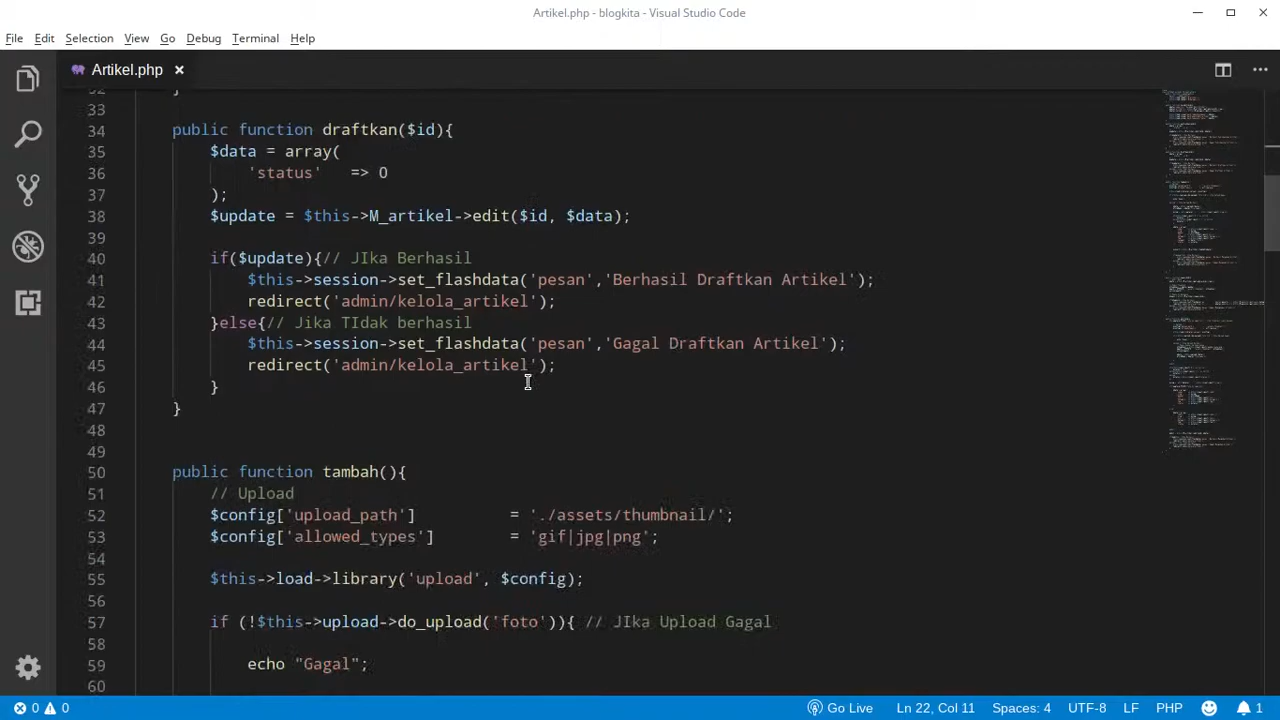 Artikel.php - blogkita - Visual Studio Code
File Edit Selection View Go Debug Terminal Help
Artikel.php
32 }
33
34 public function draftkan($id){
35 $data = array(
36 'status' => 0
37 );
38 $update = $this->M_artikel->edit($id, $data);
39
40 if($update){// JIka Berhasil
41 $this->session->set_flashdata('pesan','Berhasil Draftkan Artikel');
42 redirect('admin/kelola_artikel');
43 }else{// Jika TIdak berhasil
44 $this->session->set_flashdata('pesan','Gagal Draftkan Artikel');
45 redirect('admin/kelola_artikel');
46 }
47 }
48
49
50 public function tambah(){
51 // Upload
52 $config['upload_path'] = './assets/thumbnail/';
53 $config['allowed_types'] = 'gif|jpg|png';
54
55 $this->load->library('upload', $config);
56
57 if (!$this->upload->do_upload('foto')){ // JIka Upload Gagal
58
59 echo "Gagal";
60
0 0 Go Live Ln 22, Col 11 Spaces: 4 UTF-8 LF PHP 1